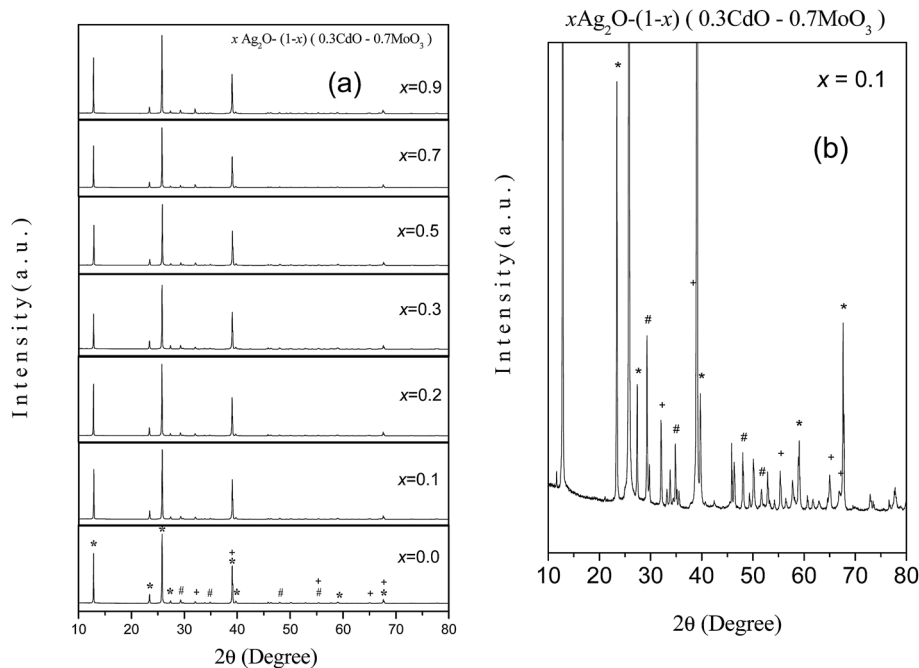 x Ag₂O- (1-x) ( 0.3CdO - 0.7MoO₃ )
(a)
x=0.9
x=0.7
x=0.5
x=0.3
x=0.2
x=0.1
x=0.0
* * * * # + # + * * # + # * + + *
Intensity (a.u.)
10 20 30 40 50 60 70 80
2θ (Degree)
xAg₂O-(1-x) ( 0.3CdO - 0.7MoO₃ )
x = 0.1
(b)
* * # + # + * # # + * + + *
Intensity (a.u.)
10 20 30 40 50 60 70 80
2θ (Degree)